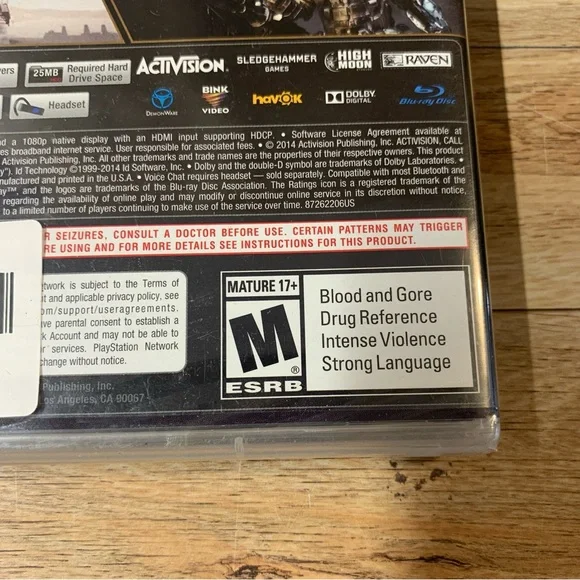 yers
25MB
Required Hard
Drive Space
ACTIVISION.
SLEDGEHAMMER
GAMES
HIGH
MOON
RAVEN
Headset
DEMONWARE
BINK
VIDEO
havok
DOLBY
DIGITAL
Blu-ray Disc
d a 1080p native display with an HDMI input supporting HDCP. • Software License Agreement available at
es broadband internet service. User responsible for associated fees. • © 2014 Activision Publishing, Inc. ACTIVISION, CALL
Activision Publishing, Inc. All other trademarks and trade names are the properties of their respective owners. This product
y"). Id Technology ©1999-2014 Id Software, Inc. • Dolby and the double-D symbol are trademarks of Dolby Laboratories. •
nufactured and printed in the U.S.A. • Voice Chat requires headset — sold separately. Compatible with most Bluetooth and
ay™, and the logos are trademarks of the Blu-ray Disc Association. The Ratings icon is a registered trademark of the
regarding the availability of online play and may modify or discontinue online service in its discretion without notice,
to a limited number of players continuing to make use of the service over time. 87262206US
R SEIZURES, CONSULT A DOCTOR BEFORE USE. CERTAIN PATTERNS MAY TRIGGER
RE USING AND FOR MORE DETAILS SEE INSTRUCTIONS FOR THIS PRODUCT.
etwork is subject to the Terms of
t and applicable privacy policy, see
om/support/useragreements.
ve parental consent to establish a
k Account and may not be able to
r services. PlayStation Network
change without notice.
Publishing, Inc.
os Angeles, CA 90067
MATURE 17+
M
®
ESRB
Blood and Gore
Drug Reference
Intense Violence
Strong Language